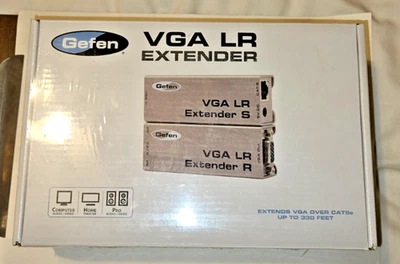 Gefen
VGA LR
EXTENDER
VGA LR
Extender S
Gefen
VGA LR
Extender R
COMPUTER
HOME
PRO
EXTENDS VGA OVER CAT5e
UP TO 330 FEET